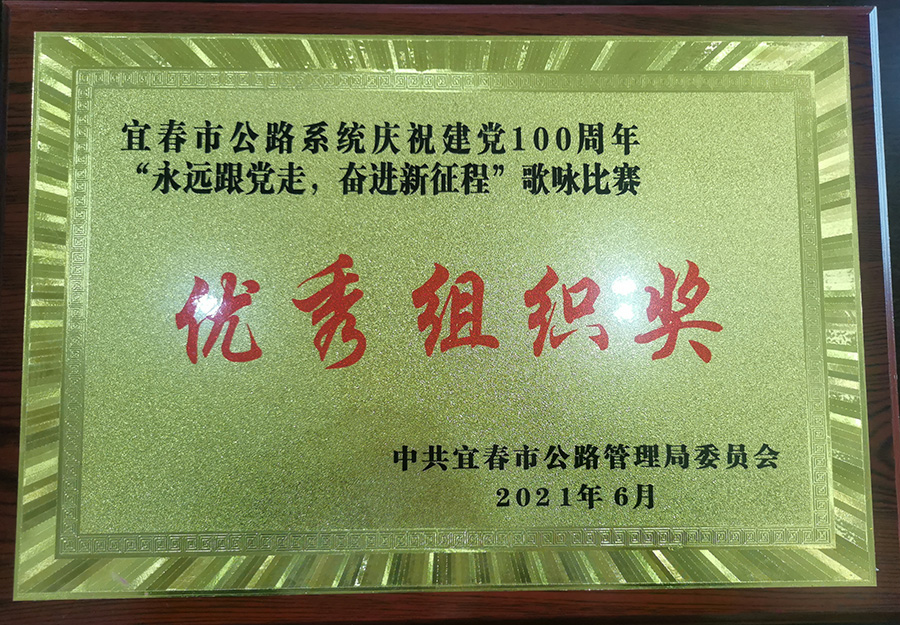 宜春市公路系统庆祝建党100周年
“永远跟党走，奋进新征程”歌咏比赛
优秀组织奖
中共宜春市公路管理局委员会
2021年6月